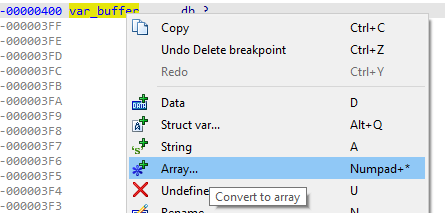 -00000400 var_buffer db ?
-000003FF
-000003FE
-000003FD
-000003FC
-000003FB
-000003FA
-000003F9
-000003F8
-000003F7
-000003F6
-000003F5
-000003F4
-000003F3
Copy Ctrl+C
Undo Delete breakpoint Ctrl+Z
Redo Ctrl+Y
Data D
Struct var... Alt+Q
String A
Array... Numpad+*
Undefine U
Convert to array
Rename N